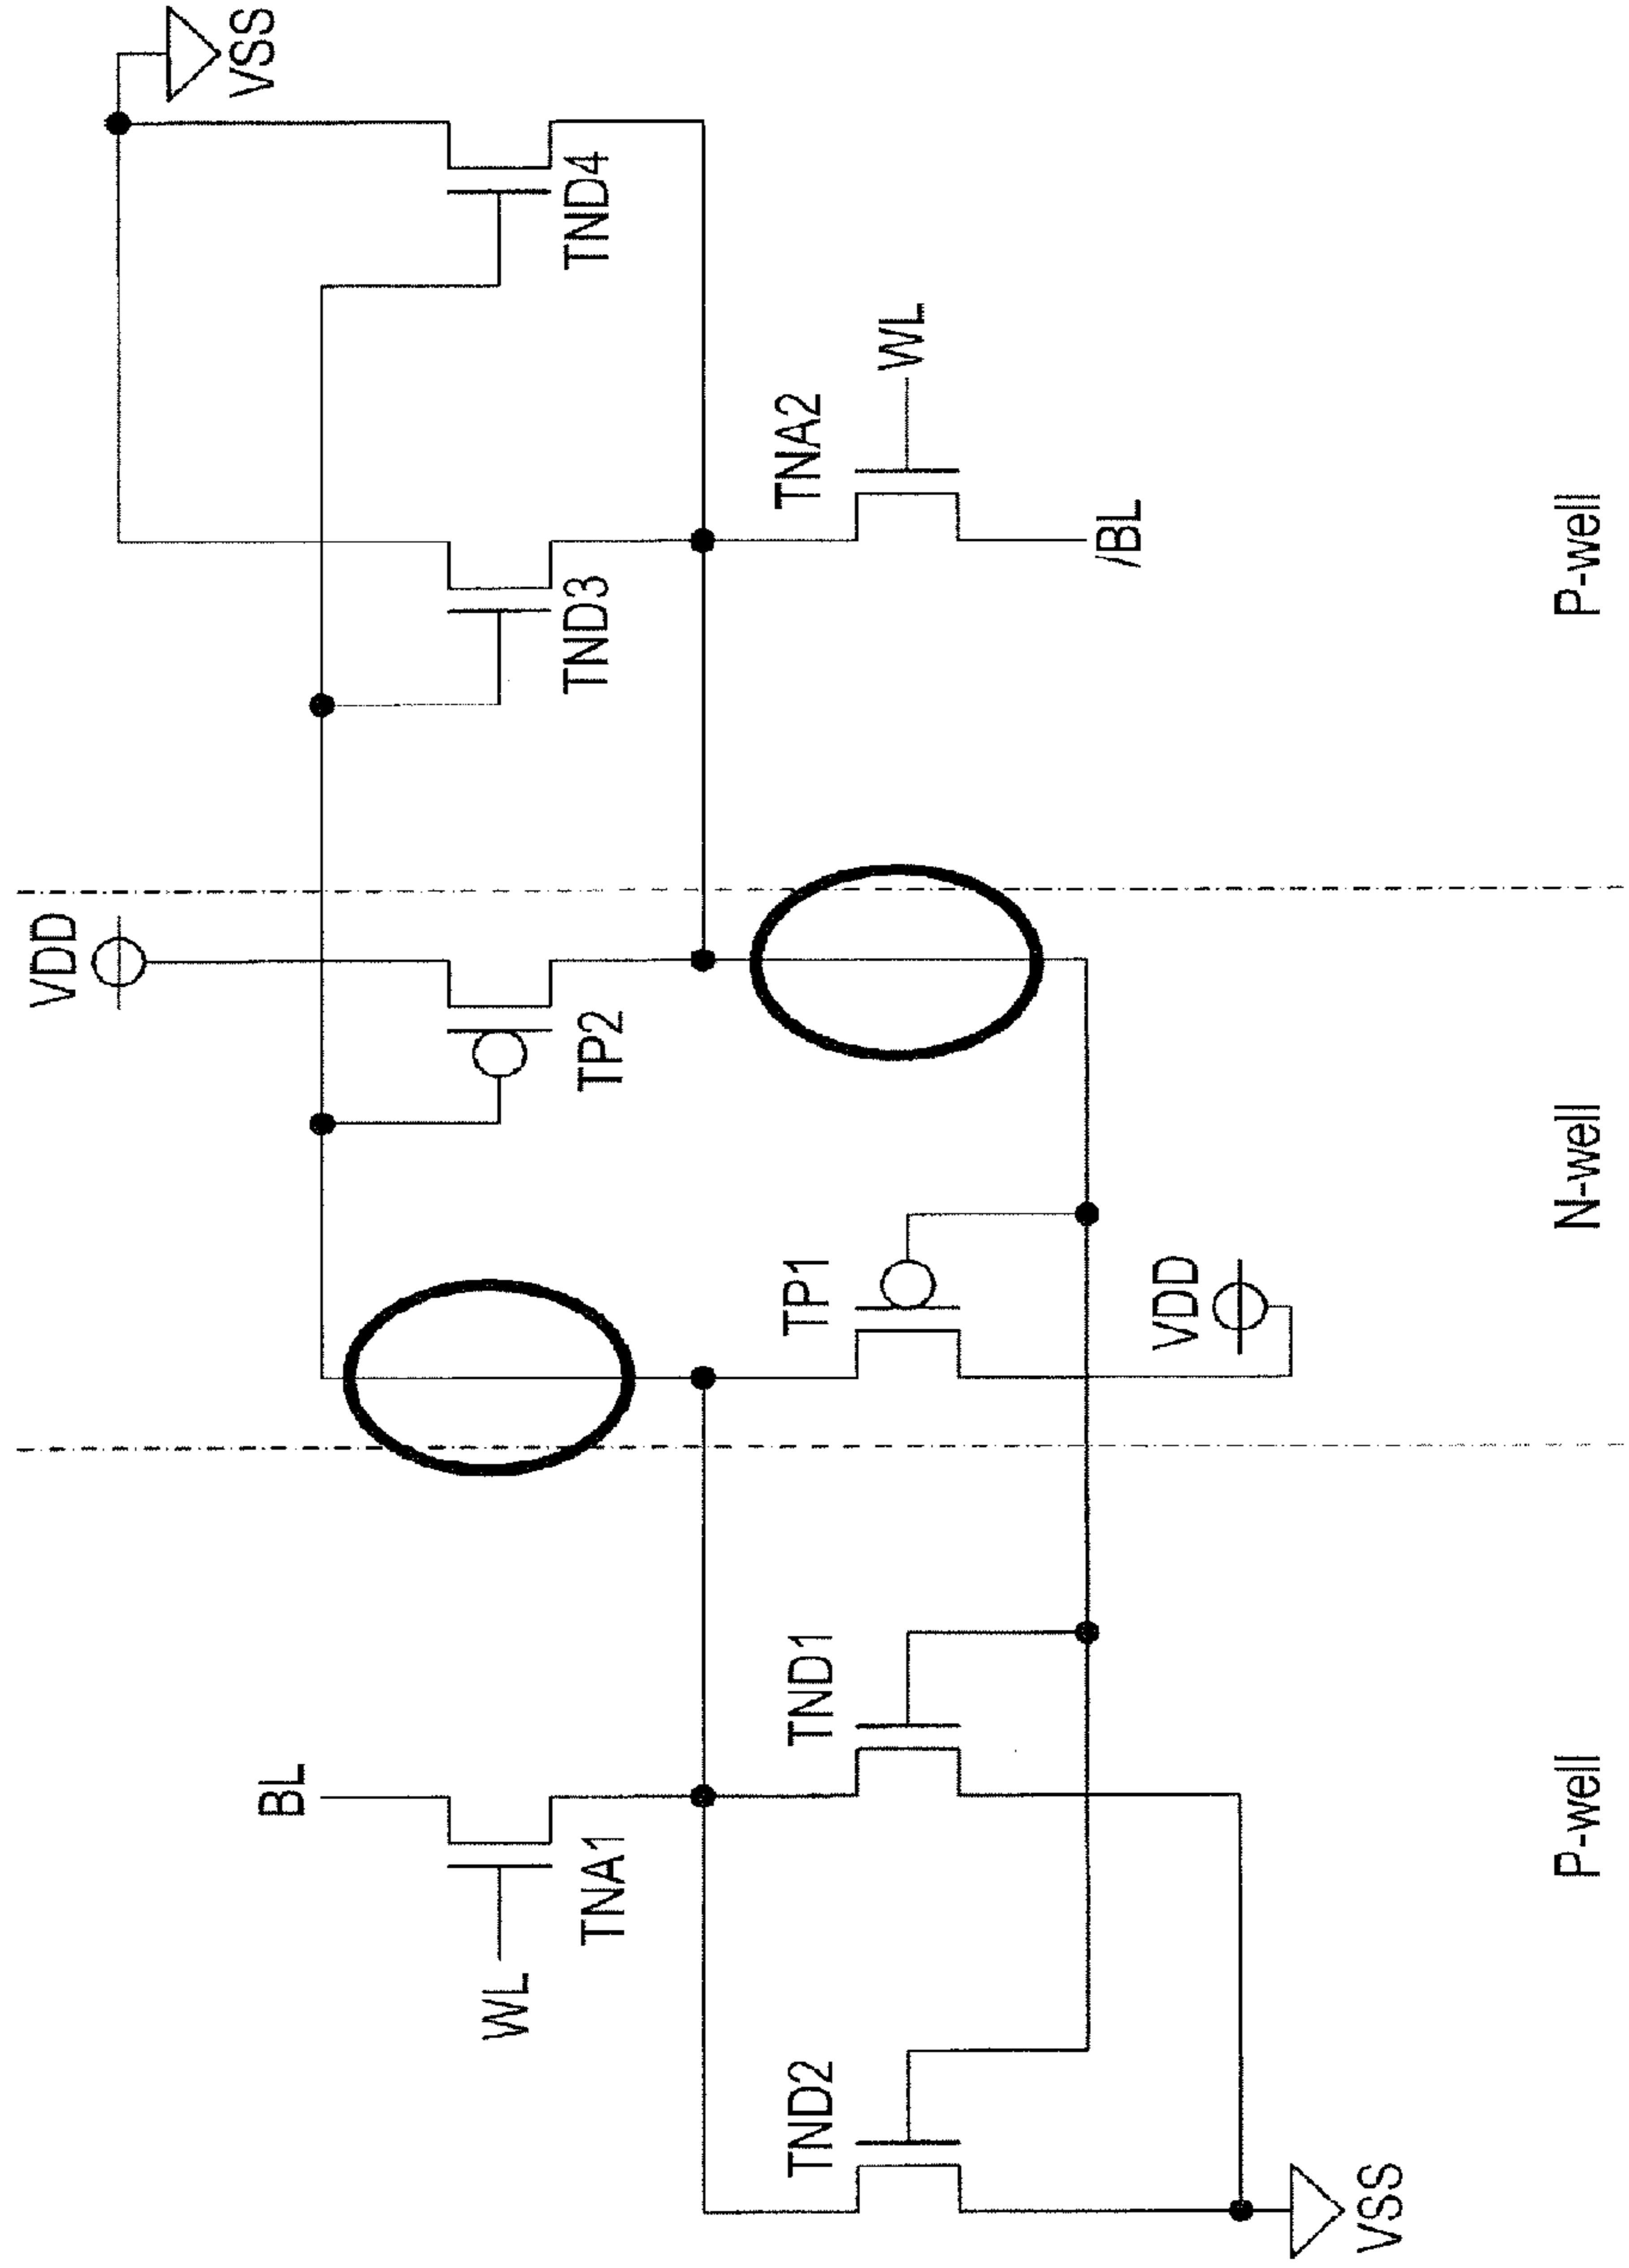 VSS
TND4
WL
TNA2
/BL
TND3
P-well
VDD
TP2
N-well
TP1
VDD
TND1
BL
TNA1
WL
P-well
TND2
VSS